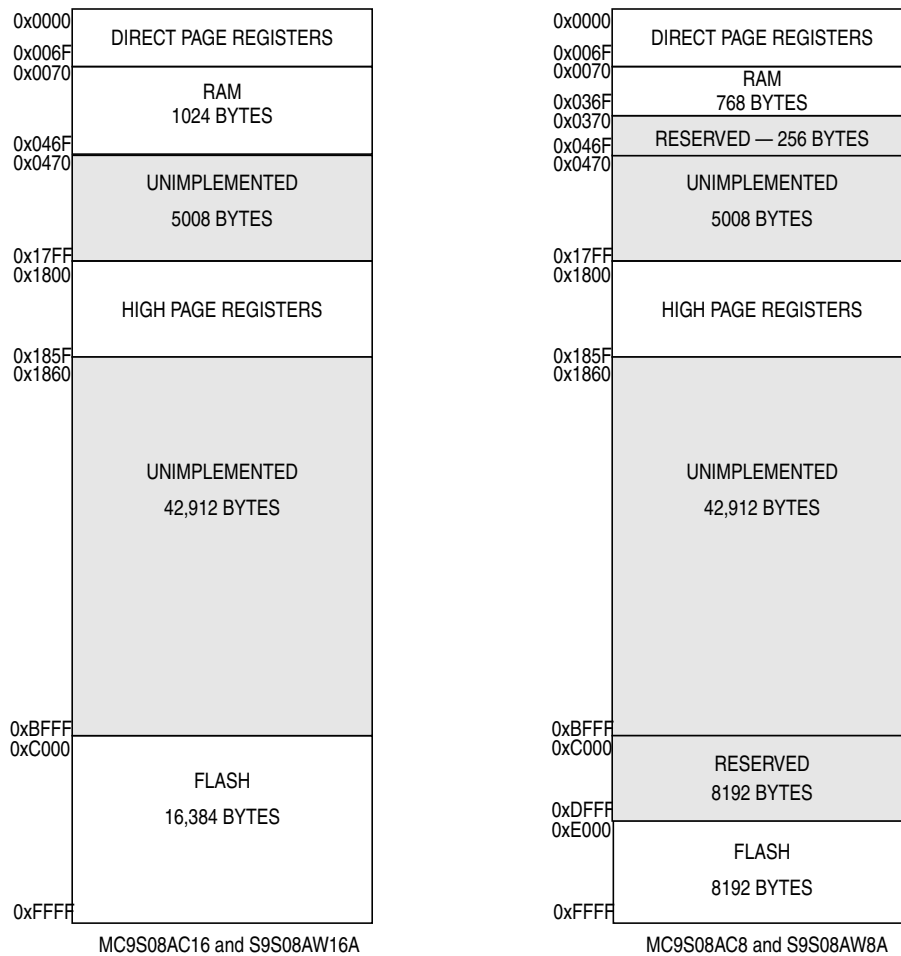 0x0000
DIRECT PAGE REGISTERS
0x006F
0x0070
RAM
1024 BYTES
0x046F
0x0470
UNIMPLEMENTED
5008 BYTES
0x17FF
0x1800
HIGH PAGE REGISTERS
0x185F
0x1860
UNIMPLEMENTED
42,912 BYTES
0xBFFF
0xC000
FLASH
16,384 BYTES
0xFFFF
MC9S08AC16 and S9S08AW16A
0x0000
DIRECT PAGE REGISTERS
0x006F
0x0070
RAM
768 BYTES
0x036F
0x0370
RESERVED — 256 BYTES
0x046F
0x0470
UNIMPLEMENTED
5008 BYTES
0x17FF
0x1800
HIGH PAGE REGISTERS
0x185F
0x1860
UNIMPLEMENTED
42,912 BYTES
0xBFFF
0xC000
RESERVED
8192 BYTES
0xDFFF
0xE000
FLASH
8192 BYTES
0xFFFF
MC9S08AC8 and S9S08AW8A